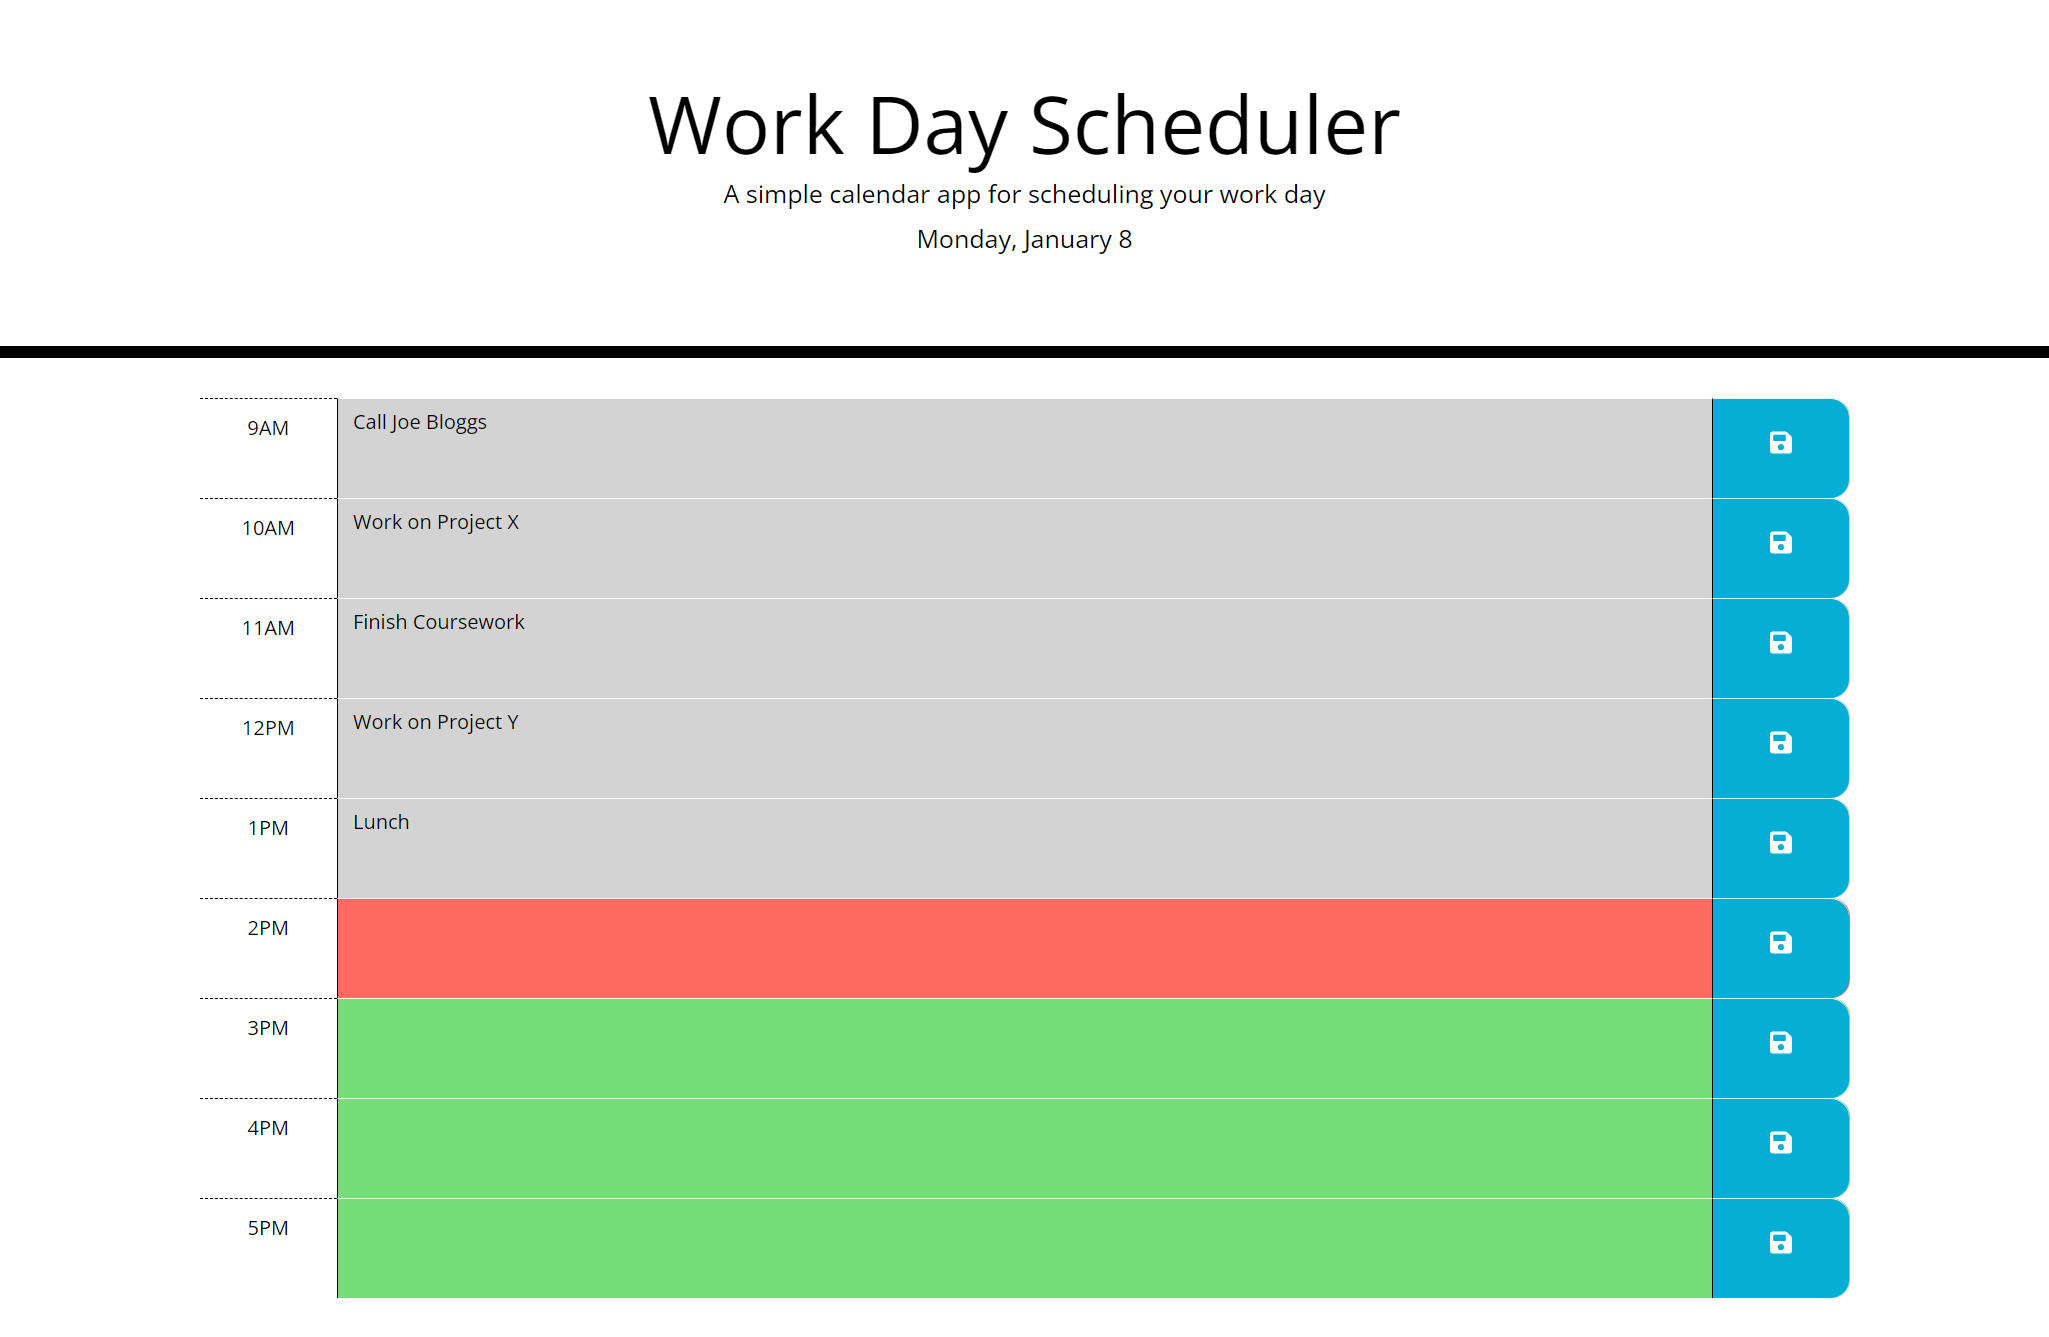 Work Day Scheduler
A simple calendar app for scheduling your work day
Monday, January 8
9AM
Call Joe Bloggs
10AM
Work on Project X
11AM
Finish Coursework
12PM
Work on Project Y
1PM
Lunch
2PM
3PM
4PM
5PM